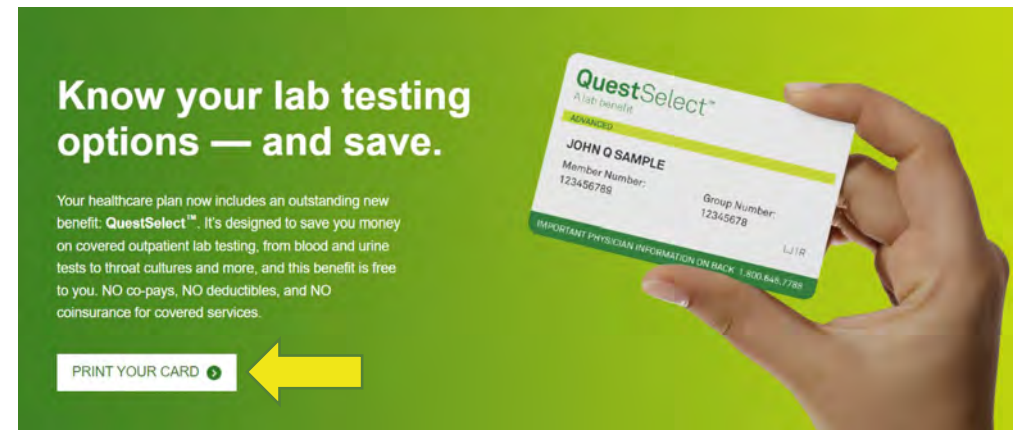 Know your lab testing
options — and save.
Your healthcare plan now includes an outstanding new
benefit: QuestSelect™. It's designed to save you money
on covered outpatient lab testing, from blood and urine
tests to throat cultures and more, and this benefit is free
to you. NO co-pays, NO deductibles, and NO
coinsurance for covered services.
PRINT YOUR CARD
QuestSelect™
A lab benefit
ADVANCED
JOHN Q SAMPLE
Member Number:
123456789
Group Number:
12345678
LJIR
IMPORTANT PHYSICIAN INFORMATION ON BACK 1.800.646.7788